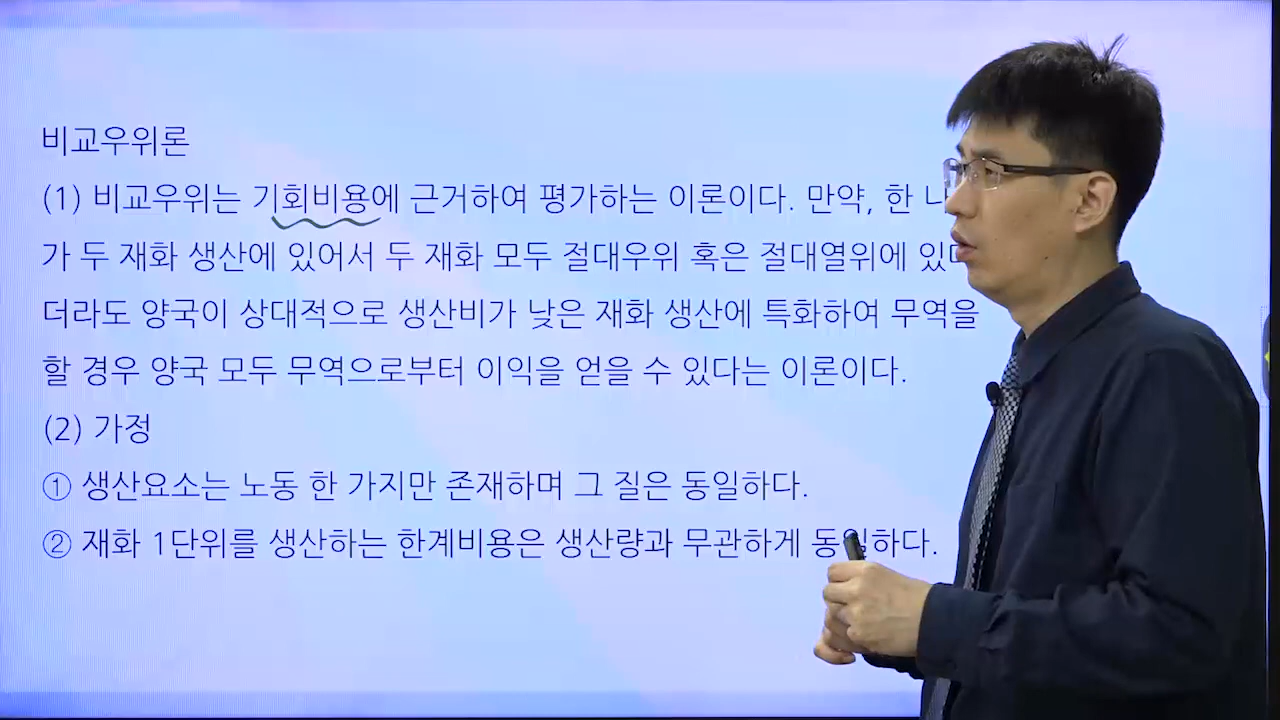 비교우위론
(1) 비교우위는 기회비용에 근거하여 평가하는 이론이다. 만약, 한
가 두 재화 생산에 있어서 두 재화 모두 절대우위 혹은 절대열위에
더라도 양국이 상대적으로 생산비가 낮은 재화 생산에 특화하여 무역을
할 경우 양국 모두 무역으로부터 이익을 얻을 수 있다는 이론이다.
(2) 가정
① 생산요소는 노동 한 가지만 존재하며 그 질은 동일하다.
② 재화 1단위를 생산하는 한계비용은 생산량과 무관하게 동일하다.